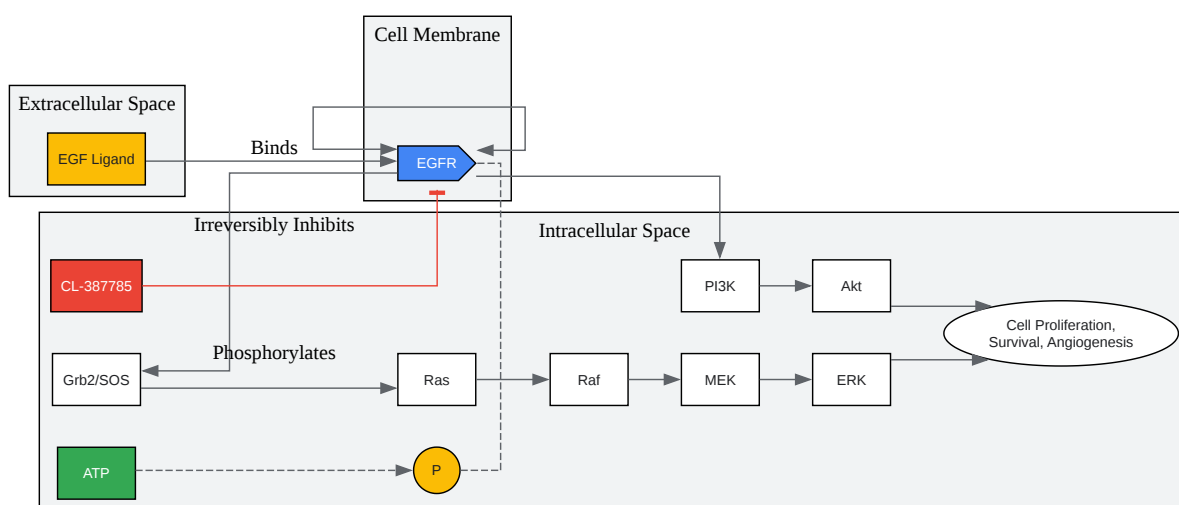 Cell Membrane
Extracellular Space
EGF Ligand
Binds
EGFR
Irreversibly Inhibits
Intracellular Space
CL-387785
PI3K
Akt
Cell Proliferation,
Survival, Angiogenesis
Phosphorylates
Grb2/SOS
Ras
Raf
MEK
ERK
ATP
P